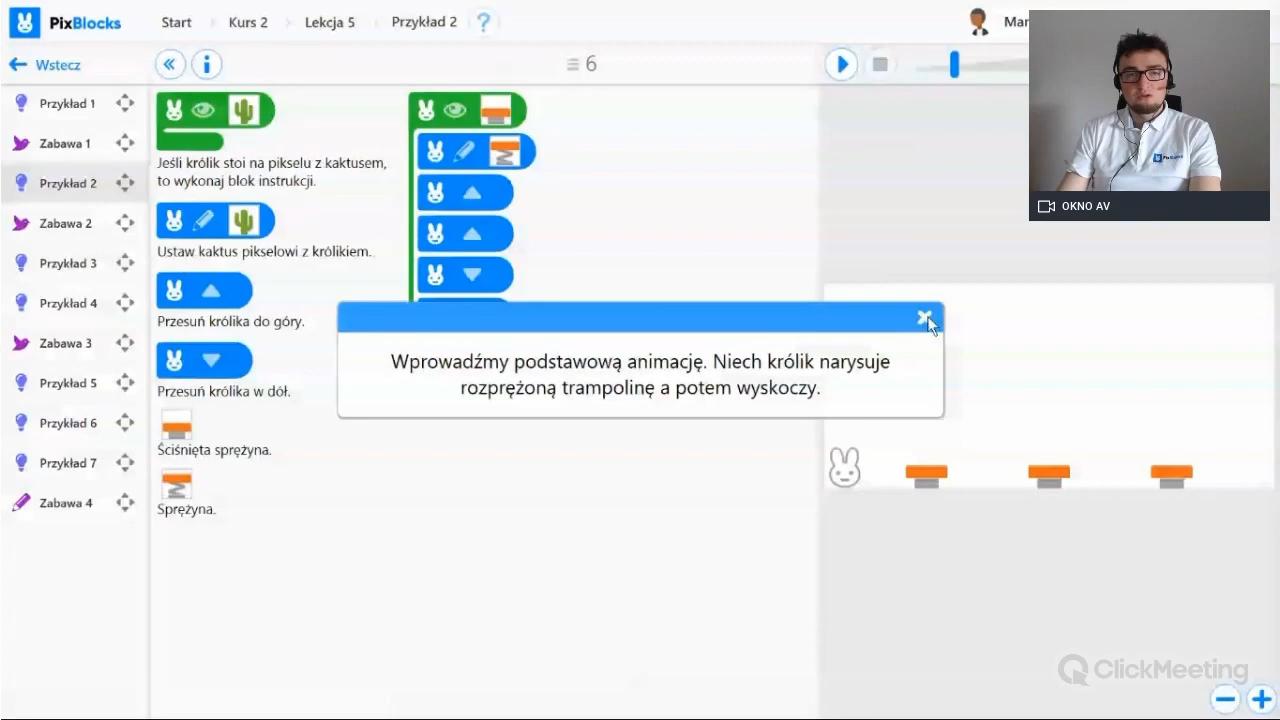 PixBlocks
Start
Kurs 2
Lekcja 5
Przykład 2
?
Mar
Wstecz
6
Przykład 1
Zabawa 1
Przykład 2
Zabawa 2
Przykład 3
Przykład 4
Zabawa 3
Przykład 5
Przykład 6
Przykład 7
Zabawa 4
Jeśli królik stoi na pikselu z kaktusem,
to wykonaj blok instrukcji.
Ustaw kaktus pikselowi z królikiem.
Przesuń królika do góry.
Przesuń królika w dół.
Ściśnięta sprężyna.
Sprężyna.
Wprowadźmy podstawową animację. Niech królik narysuje
rozprężoną trampolinę a potem wyskoczy.
PixBlocks
OKNO AV
ClickMeeting